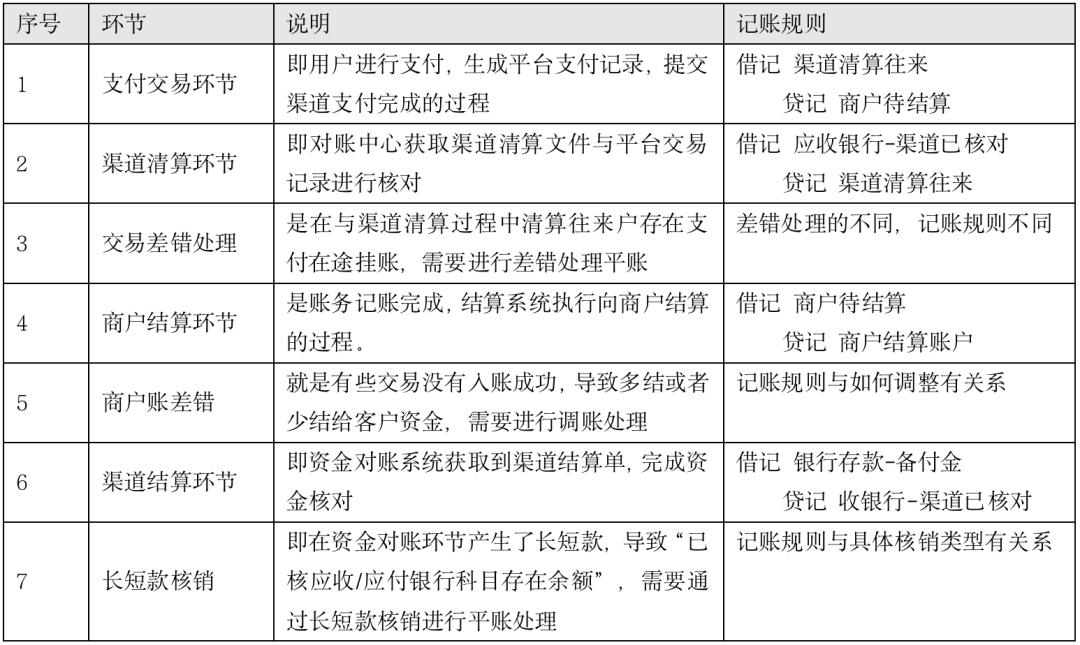 序号 环节 说明 记账规则
1 支付交易环节 即用户进行支付，生成平台支付记录，提交渠道支付完成的过程 借记 渠道清算往来
贷记 商户待结算
2 渠道清算环节 即对账中心获取渠道清算文件与平台交易记录进行核对 借记 应收银行-渠道已核对
贷记 渠道清算往来
3 交易差错处理 是在与渠道清算过程中清算往来户存在支付在途挂账，需要进行差错处理平账 差错处理的不同，记账规则不同
4 商户结算环节 是账务记账完成，结算系统执行向商户结算的过程。 借记 商户待结算
贷记 商户结算账户
5 商户账差错 就是有些交易没有入账成功，导致多结或者少结给客户资金，需要进行调账处理 记账规则与如何调整有关系
6 渠道结算环节 即资金对账系统获取到渠道结算单，完成资金核对 借记 银行存款-备付金
贷记 收银行-渠道已核对
7 长短款核销 即在资金对账环节产生了长短款，导致“已核应收/应付银行科目存在余额”，需要通过长短款核销进行平账处理 记账规则与具体核销类型有关系